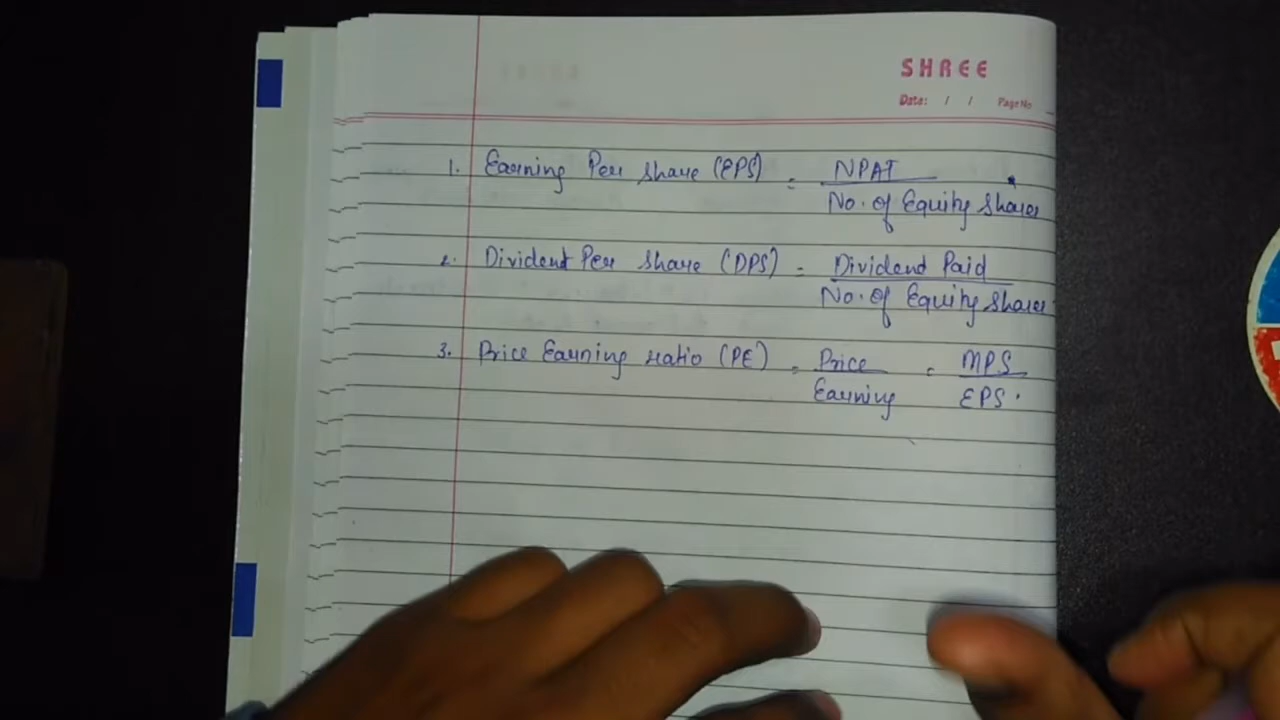 SHREE
Date: / / Page No
1. Earning Per share (EPS) = NPAT
No. of Equity Shares
2. Divident Per share (DPS) = Dividend Paid
No. of Equity Shares
3. Price Earning ratio (PE) = Price = MPS
Earning EPS.